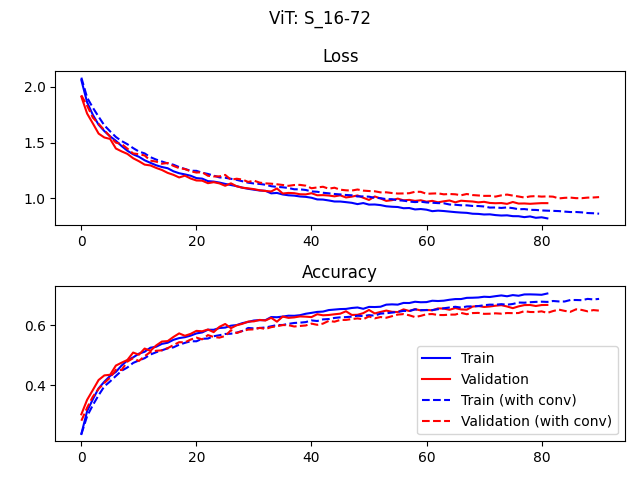 ViT: S_16-72
Loss
2.0
1.5
1.0
0 20 40 60 80
Accuracy
0.6
0.4
0 20 40 60 80
Train
Validation
Train (with conv)
Validation (with conv)